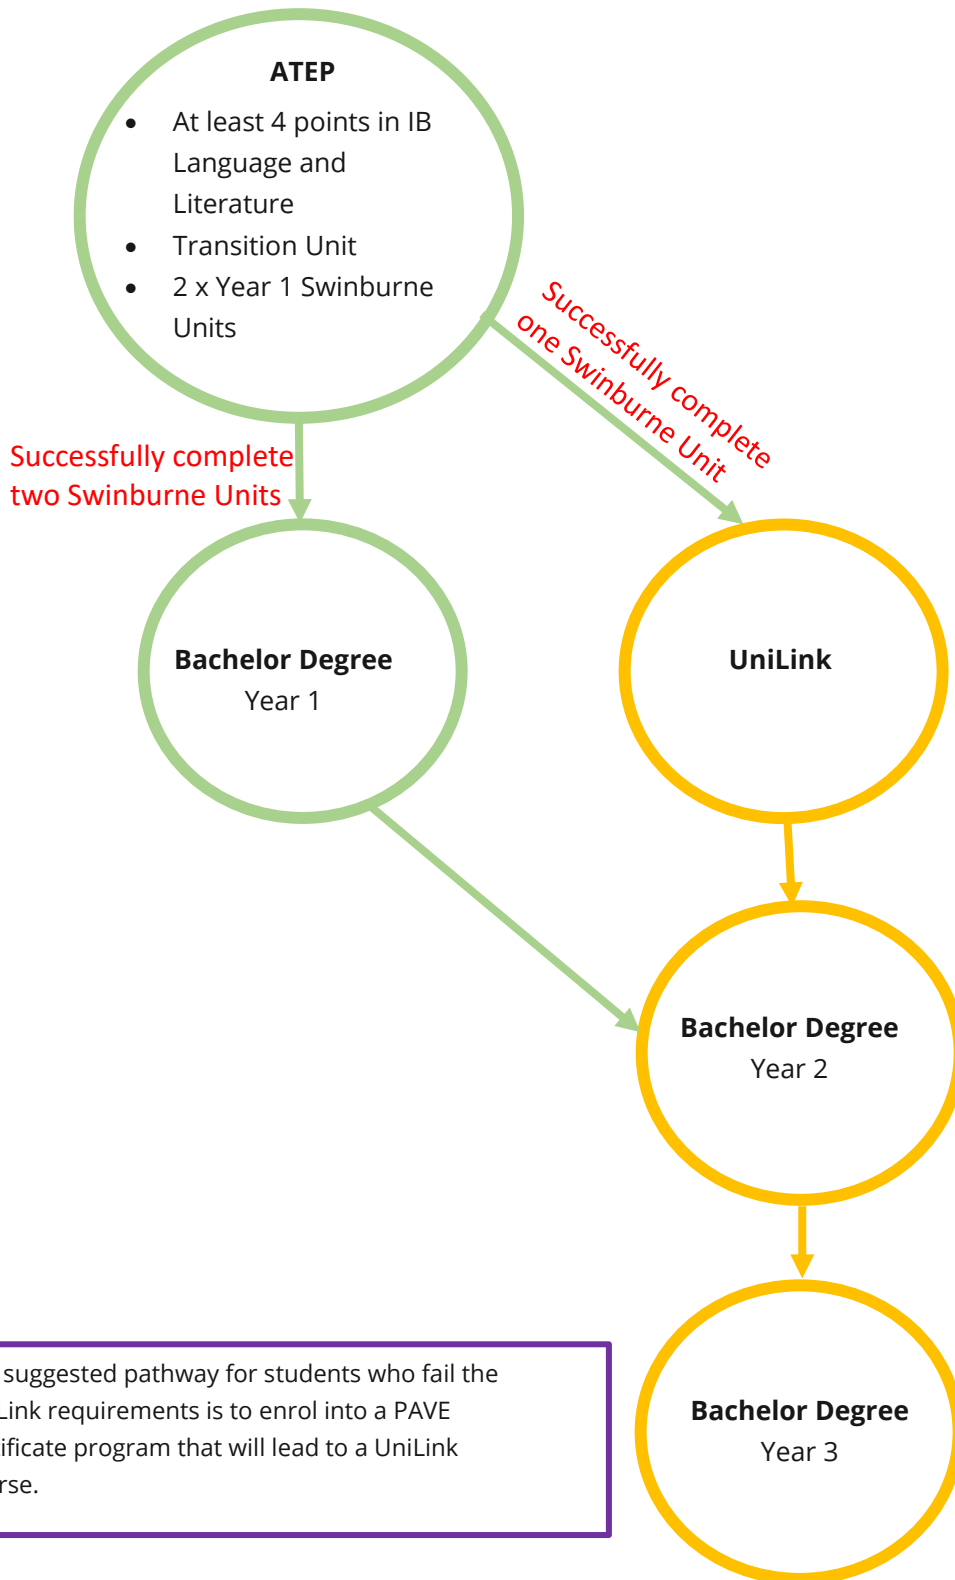 ATEP
• At least 4 points in IB
Language and
Literature
• Transition Unit
• 2 x Year 1 Swinburne
Units
Successfully complete
one Swinburne Unit
Successfully complete
two Swinburne Units
Bachelor Degree
Year 1
UniLink
Bachelor Degree
Year 2
suggested pathway for students who fail the
Link requirements is to enrol into a PAVE
tificate program that will lead to a UniLink
rse.
Bachelor Degree
Year 3